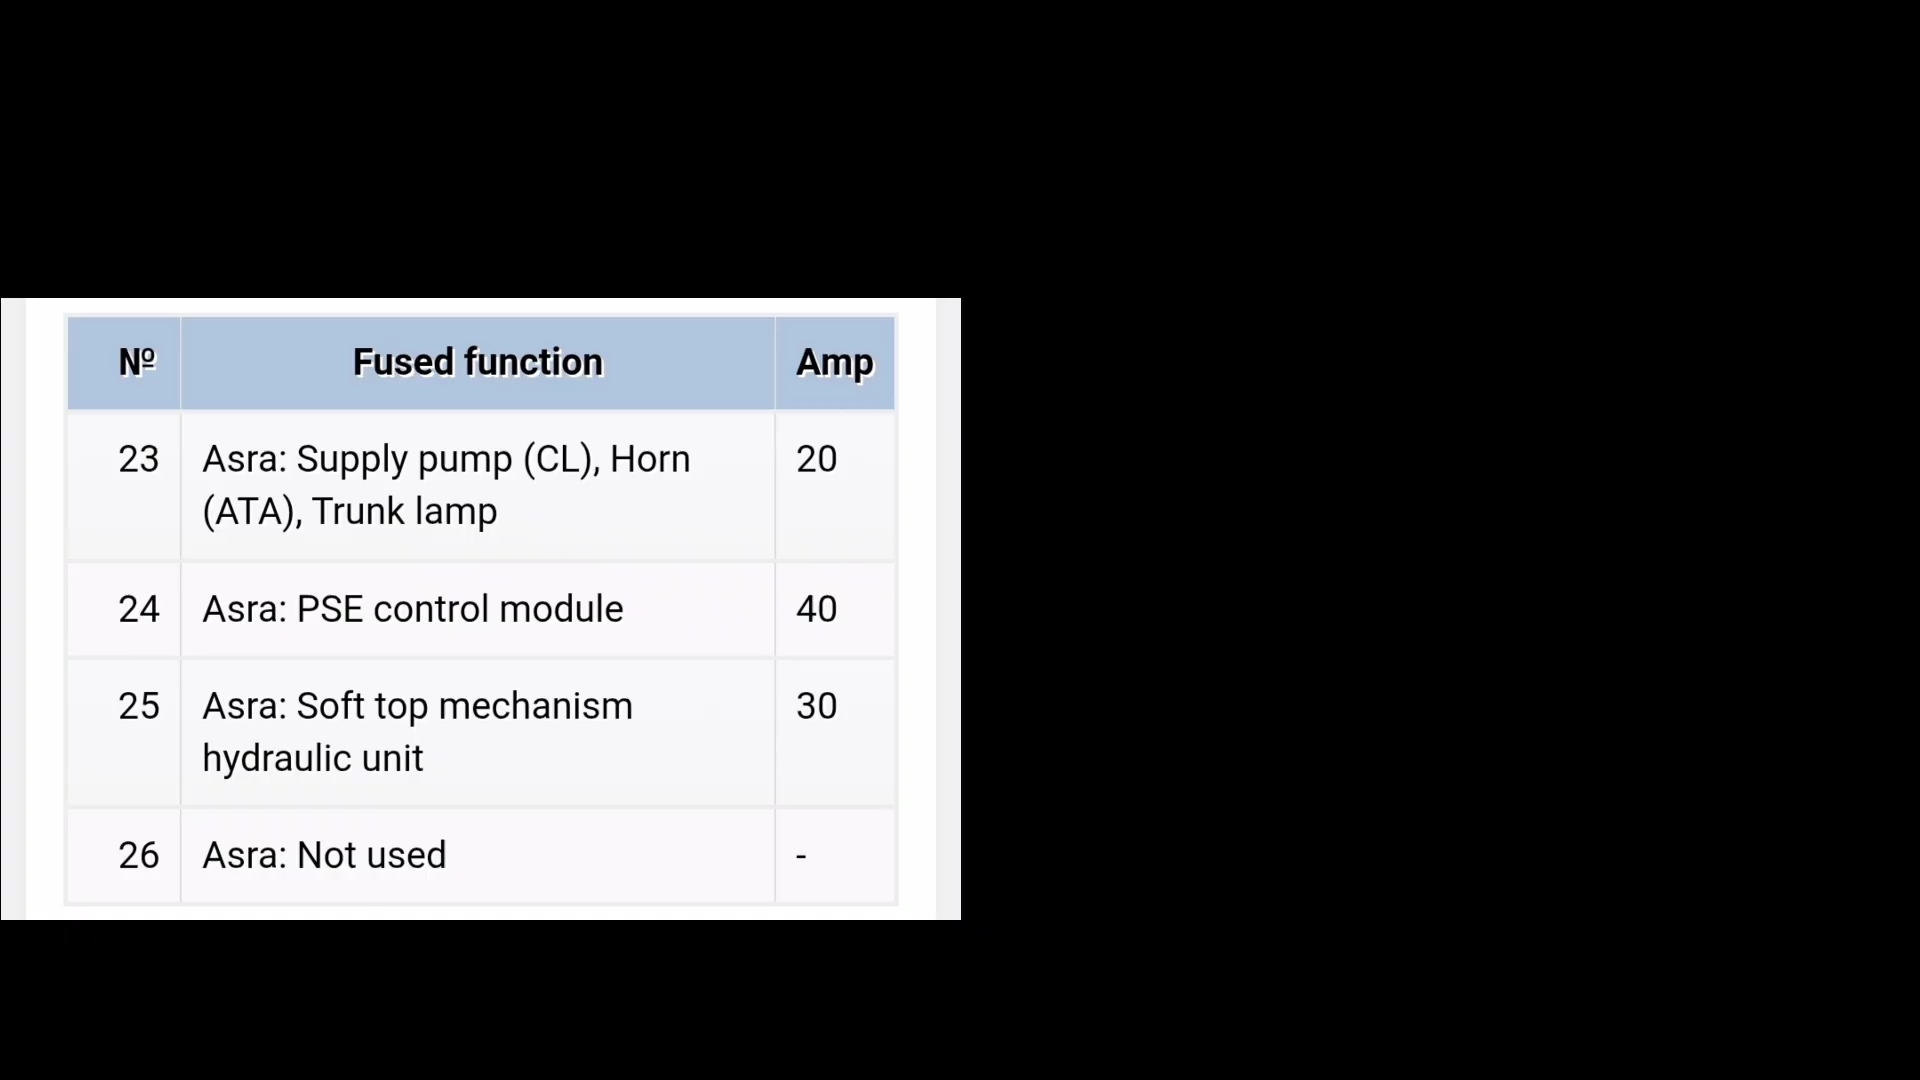 Nº Fused function Amp
23 Asra: Supply pump (CL), Horn 20
(ATA), Trunk lamp
24 Asra: PSE control module 40
25 Asra: Soft top mechanism 30
hydraulic unit
26 Asra: Not used -